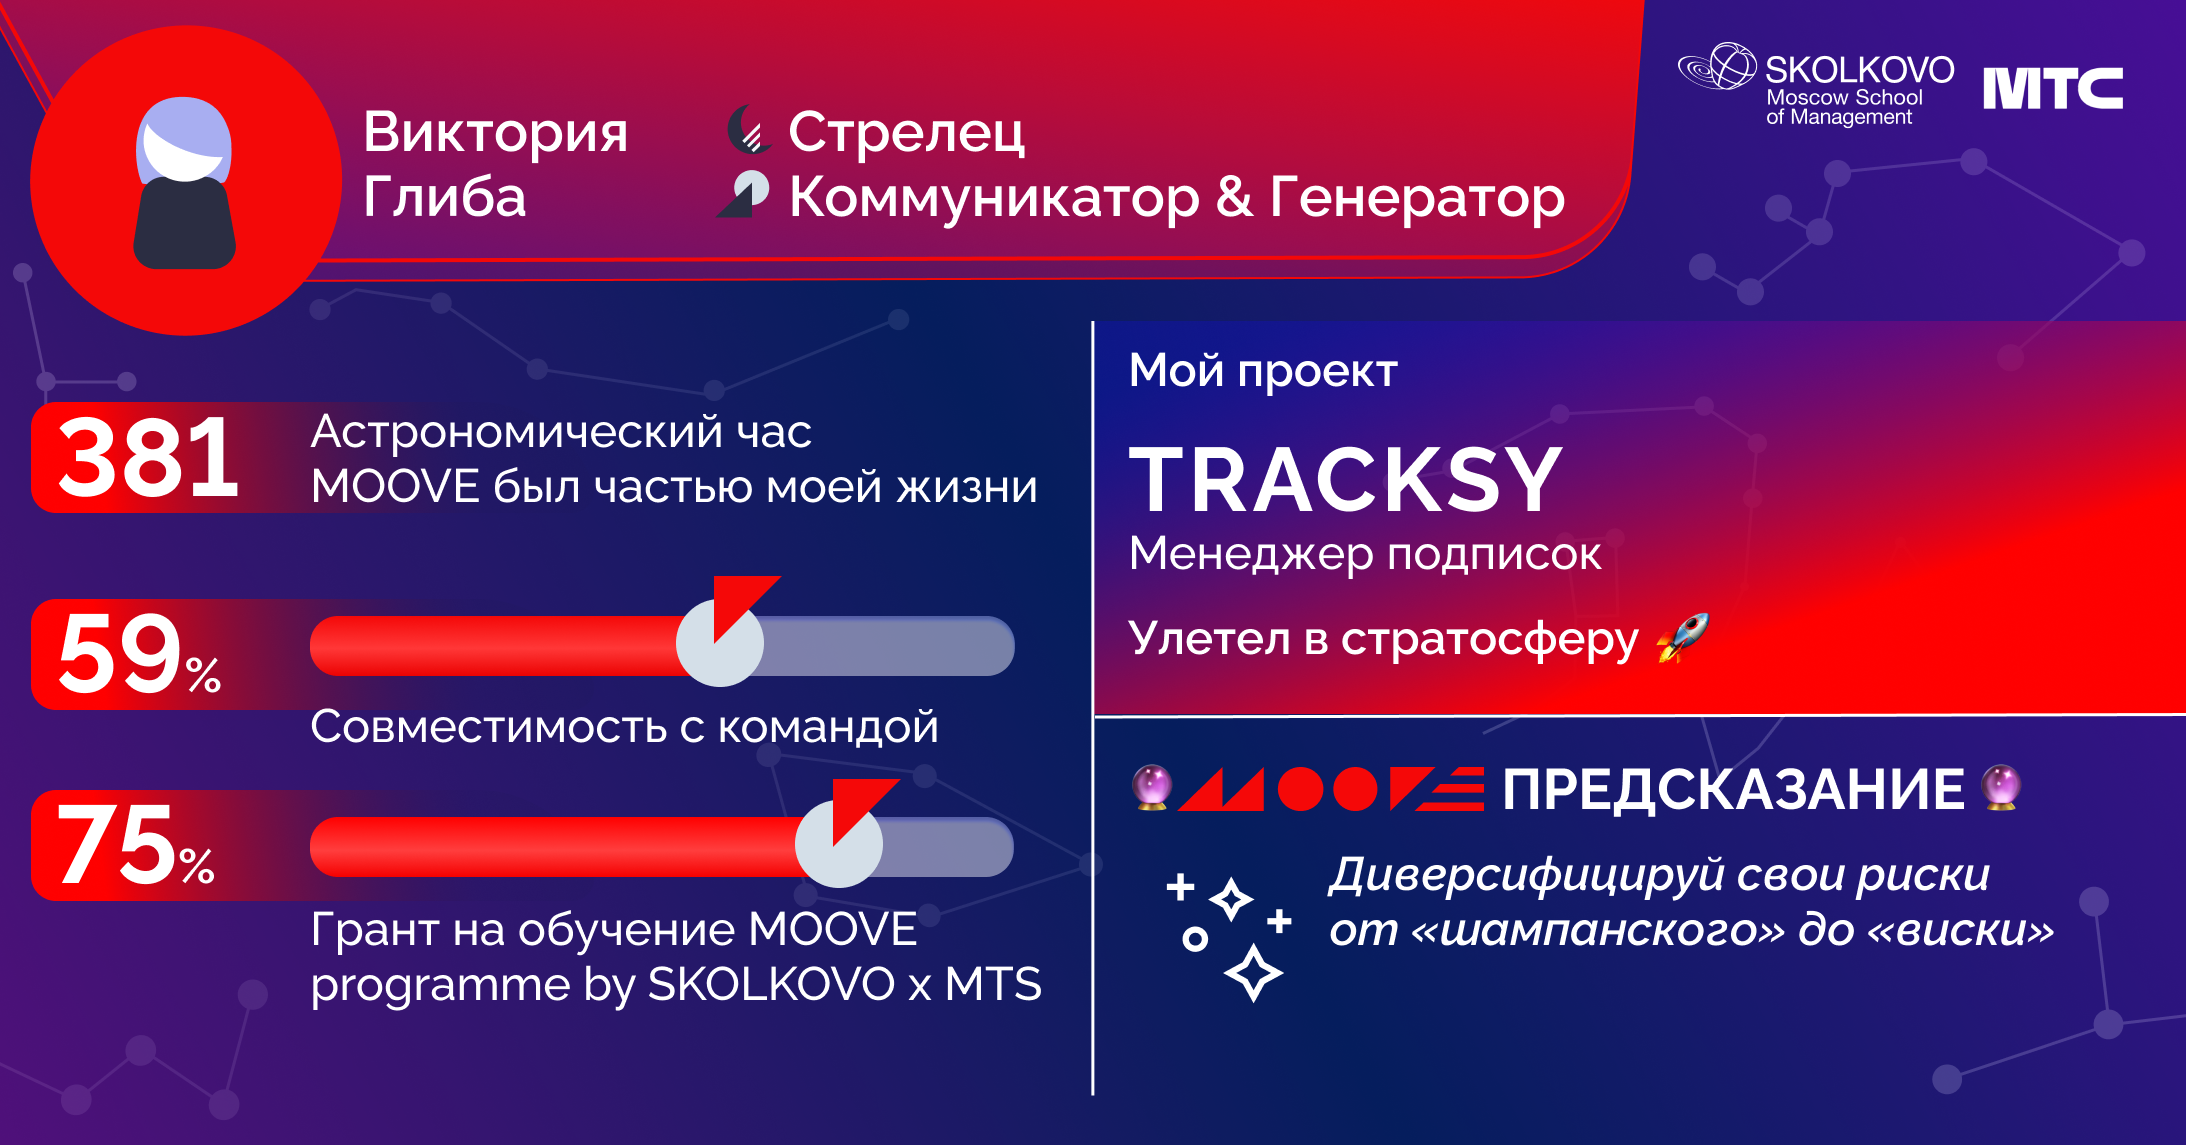 Виктория
Глиба
Стрелец
Коммуникатор & Генератор
SKOLKOVO
Moscow School
of Management
МТС
381
Астрономический час
MOOVE был частью моей жизни
59%
Совместимость с командой
75%
Грант на обучение MOOVE
programme by SKOLKOVO x MTS
Мой проект
TRACKSY
Менеджер подписок
Улетел в стратосферу
MOOVE ПРЕДСКАЗАНИЕ
Диверсифицируй свои риски
от «шампанского» до «виски»